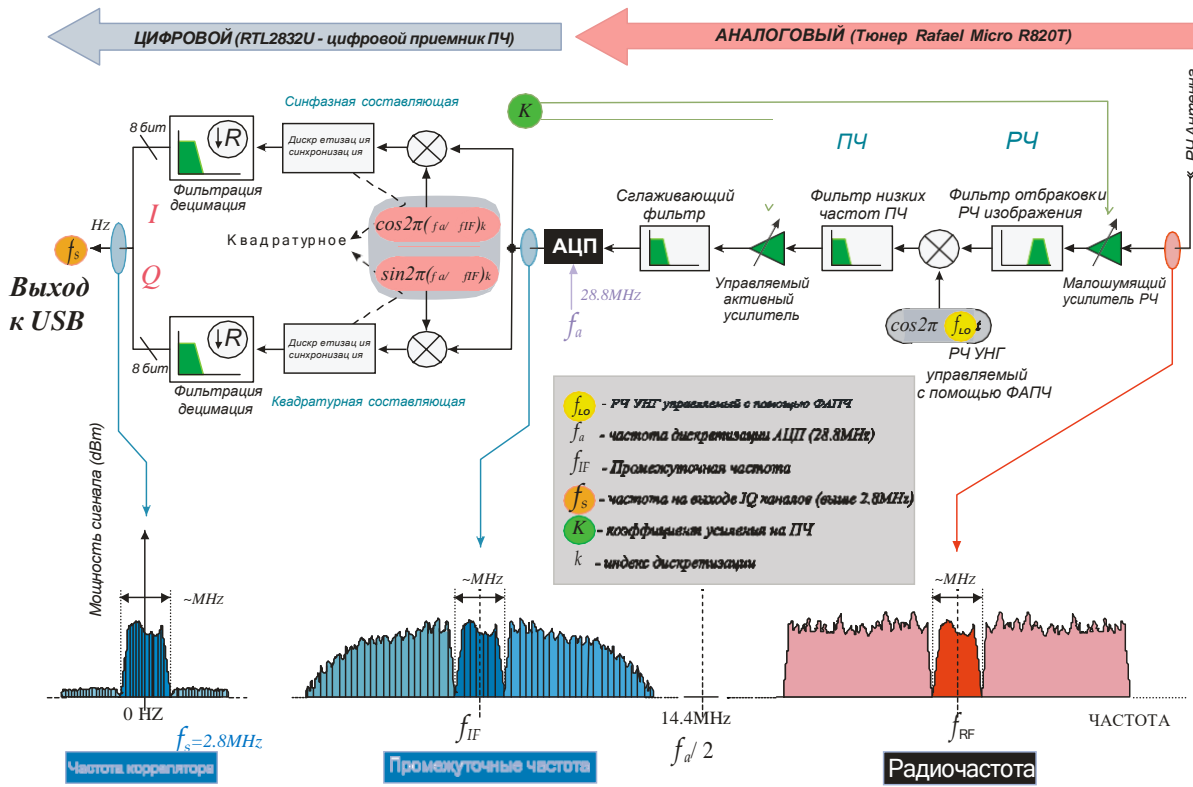 ЦИФРОВОЙ (RTL2832U - цифровой приемник ПЧ)
АНАЛОГОВЫЙ (Тюнер Rafael Micro R820T)
Синфазная составляющая
K
ПЧ
РЧ
РЧ Антенна
8 бит
R
Дискр етизац ия
синхронизац ия
Фильтрация
децимация
I
Q
Hz
fs
Выход
к USB
Квадратурное
cos2π(fa/ fIF)k
sin2π(fa/ fIF)k
АЦП
28.8MHz
fa
Сглаживающий
фильтр
Управляемый
активный
усилитель
Фильтр низких
частот ПЧ
Фильтр отбраковки
РЧ изображения
Малошумящий
усилитель РЧ
cos2π fLO t
РЧ УНГ
управляемый
с помощью ФАПЧ
8 бит
R
Дискр етизац ия
синхронизац ия
Фильтрация
децимация
Квадратурная составляющая
fLO - РЧ УНГ управляемый с помощью ФАПЧ
fa - частота дискретизации АЦП (28.8MHz)
fIF - Промежуточная частота
fs - частота на выходе IQ каналов (выше 2.8MHz)
K - коэффициент усиления на ПЧ
k - индекс дискретизации
Мощность сигнала (dBm)
~MHz
~MHz
~MHz
0 HZ
fs=2.8MHz
fIF
14.4MHz
fa/ 2
fRF
ЧАСТОТА
Частота коррялятора
Промежуточные частота
Радиочастота